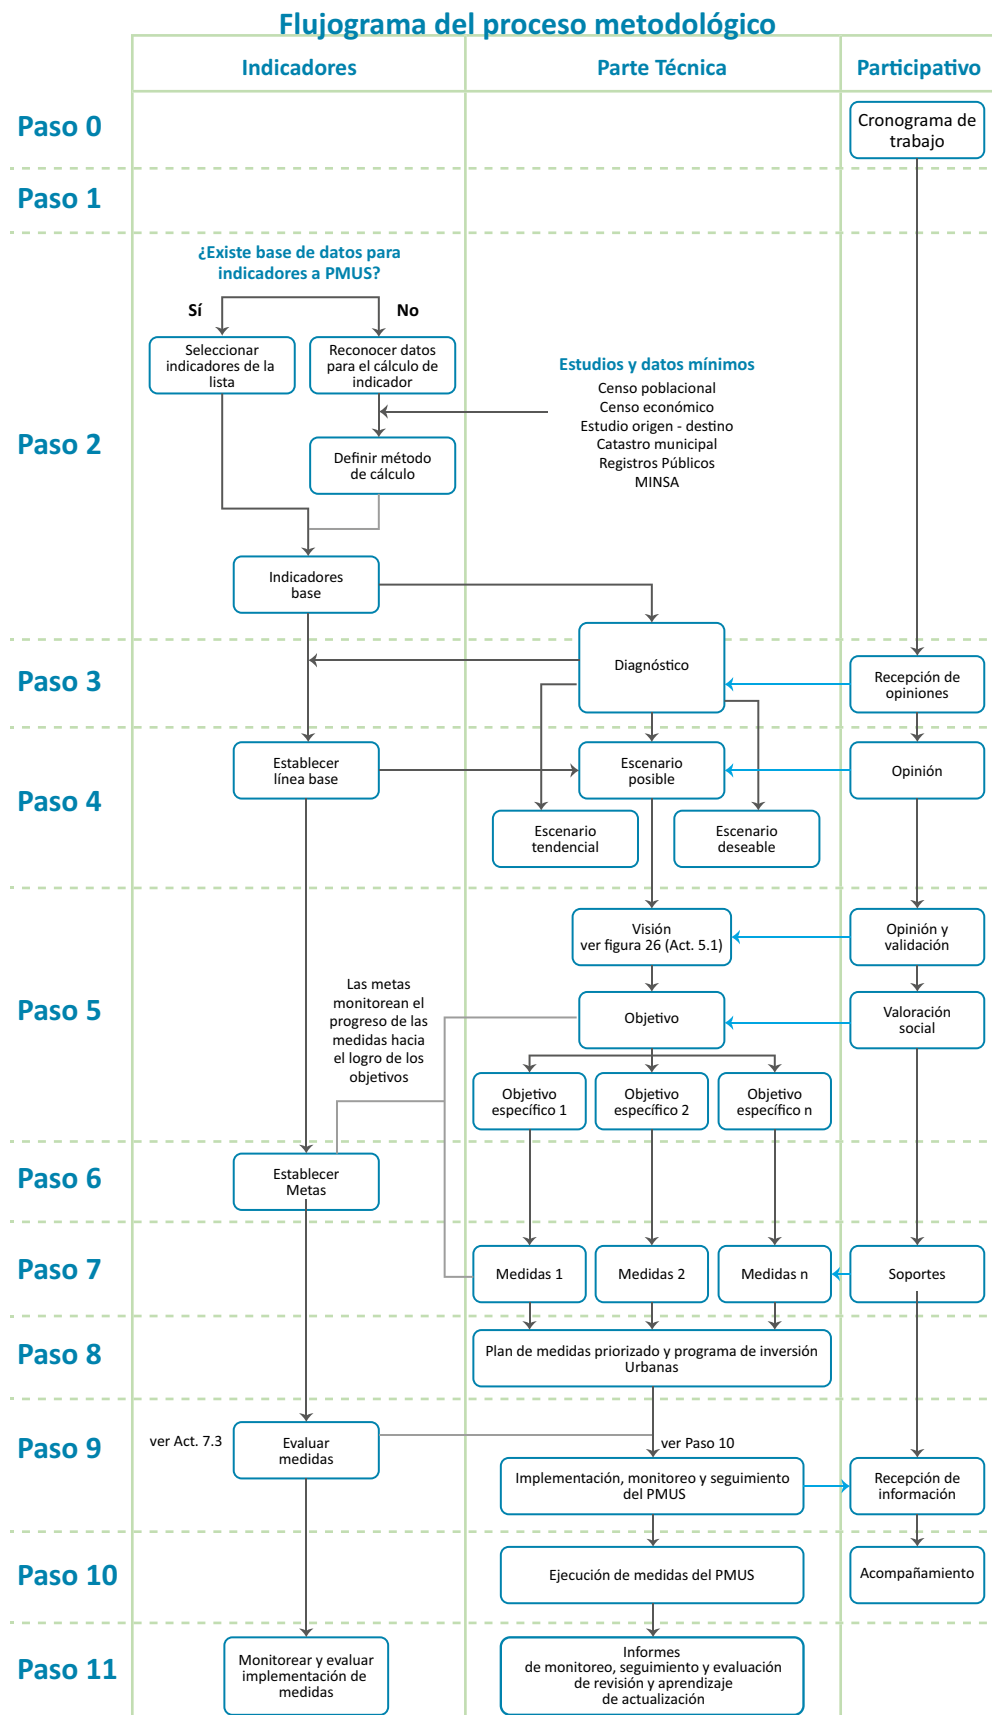 Flujograma del proceso metodológico
Indicadores
Parte Técnica
Participativo
Paso 0
Cronograma de
trabajo
Paso 1
Paso 2
¿Existe base de datos para
indicadores a PMUS?
Sí
No
Seleccionar
indicadores de la
lista
Reconocer datos
para el cálculo de
indicador
Definir método
de cálculo
Estudios y datos mínimos
Censo poblacional
Censo económico
Estudio origen - destino
Catastro municipal
Registros Públicos
MINSA
Indicadores
base
Paso 3
Diagnóstico
Recepción de
opiniones
Paso 4
Establecer
línea base
Escenario
posible
Opinión
Escenario
tendencial
Escenario
deseable
Paso 5
Visión
ver figura 26 (Act. 5.1)
Opinión y
validación
Las metas
monitorean el
progreso de las
medidas hacia
el logro de los
objetivos
Objetivo
Valoración
social
Objetivo
específico 1
Objetivo
específico 2
Objetivo
específico n
Paso 6
Establecer
Metas
Paso 7
Medidas 1
Medidas 2
Medidas n
Soportes
Paso 8
Plan de medidas priorizado y programa de inversión
Urbanas
Paso 9
ver Act. 7.3
Evaluar
medidas
ver Paso 10
Implementación, monitoreo y seguimiento
del PMUS
Recepción de
información
Paso 10
Ejecución de medidas del PMUS
Acompañamiento
Paso 11
Monitorear y evaluar
implementación de
medidas
Informes
de monitoreo, seguimiento y evaluación
de revisión y aprendizaje
de actualización